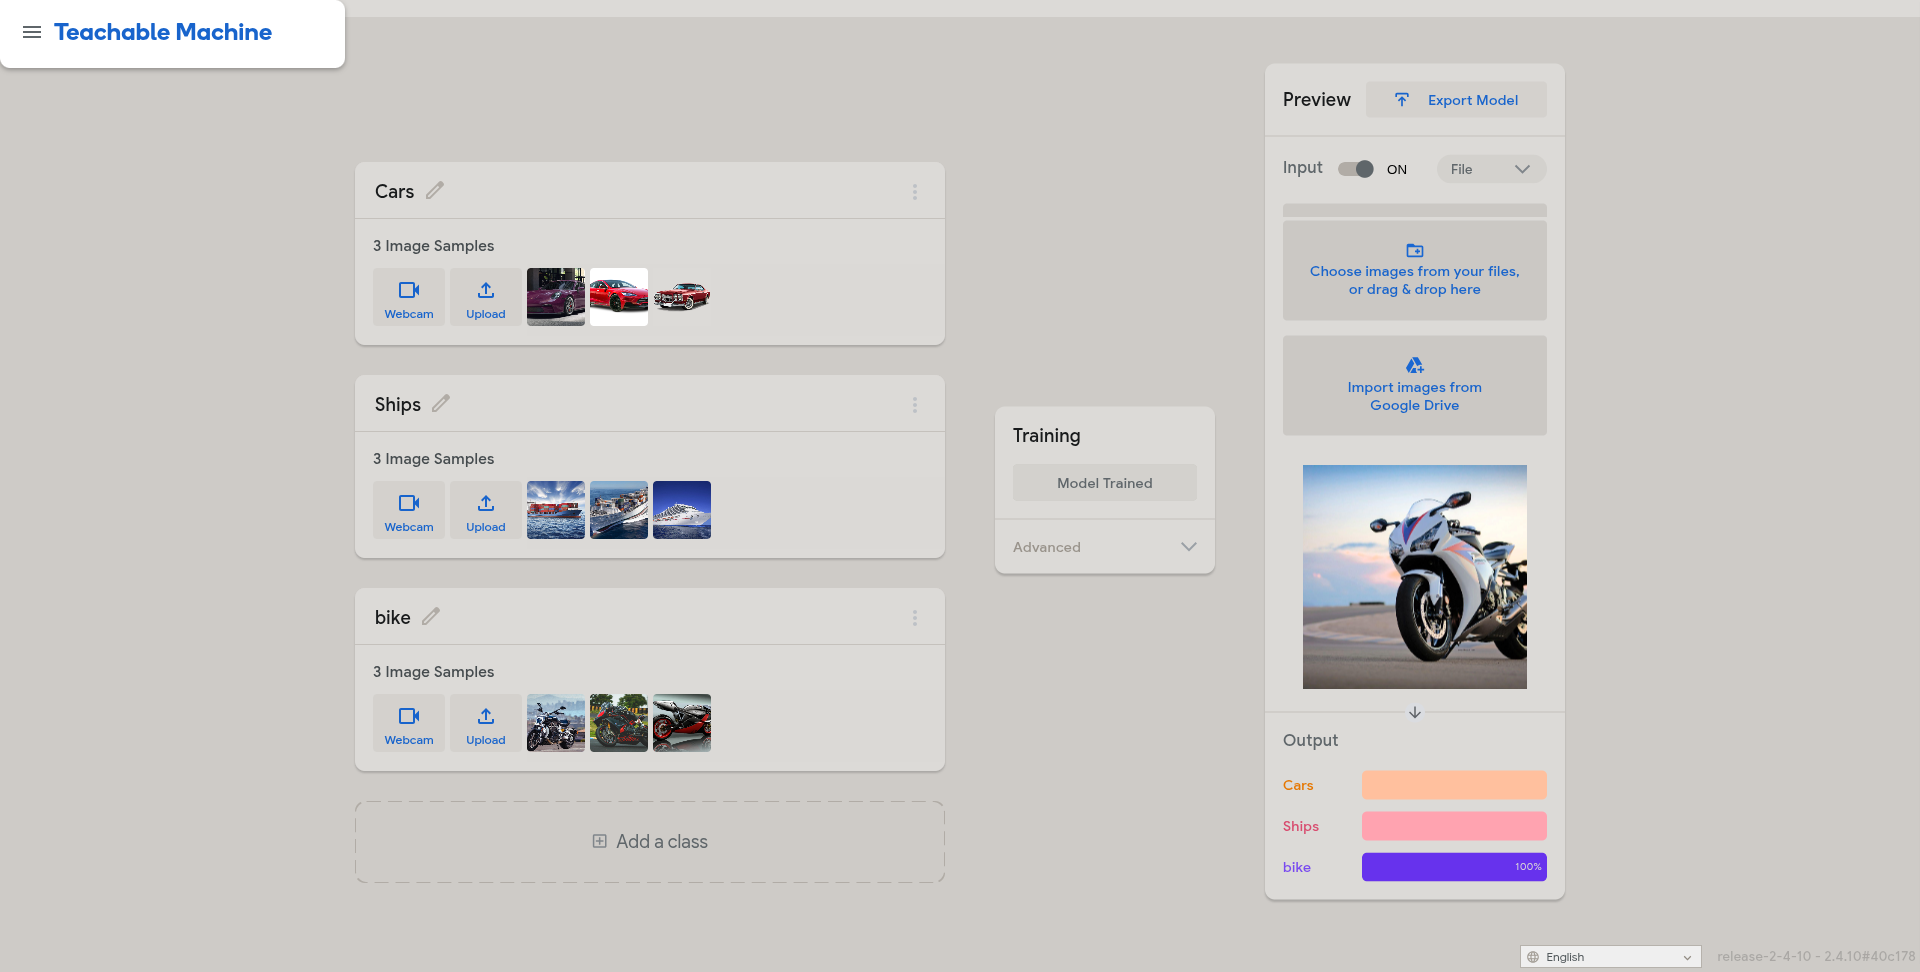 Teachable Machine
Cars
3 Image Samples
Webcam
Upload
Ships
3 Image Samples
Webcam
Upload
bike
3 Image Samples
Webcam
Upload
Add a class
Training
Model Trained
Advanced
Preview
Export Model
Input
ON
File
Choose images from your files,
or drag & drop here
Import images from
Google Drive
Output
Cars
Ships
bike
100%
English
release-2-4-10 - 2.4.10#40c178